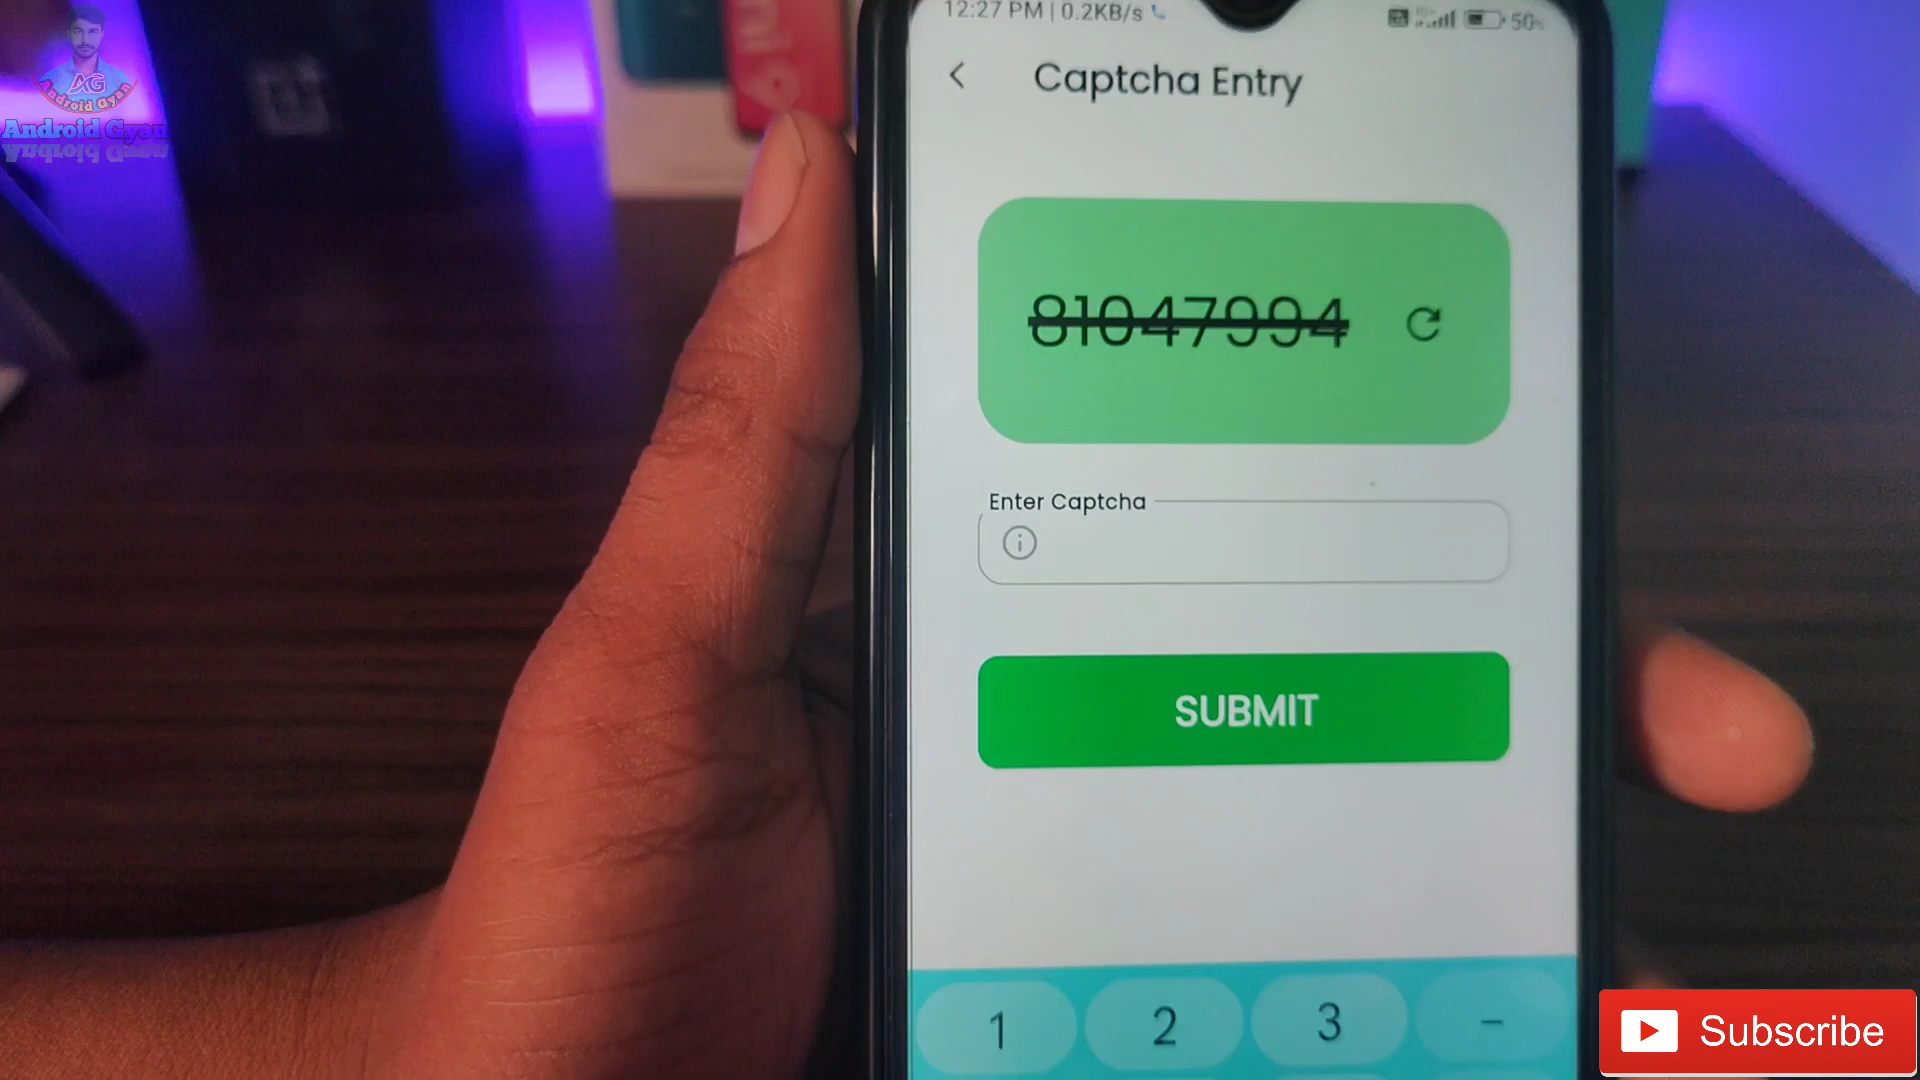 12:27 PM | 0.2KB/s
50%
Captcha Entry
81047994
Enter Captcha
SUBMIT
1 2 3 –
AG
Android Gyan
Android Gyan
Subscribe